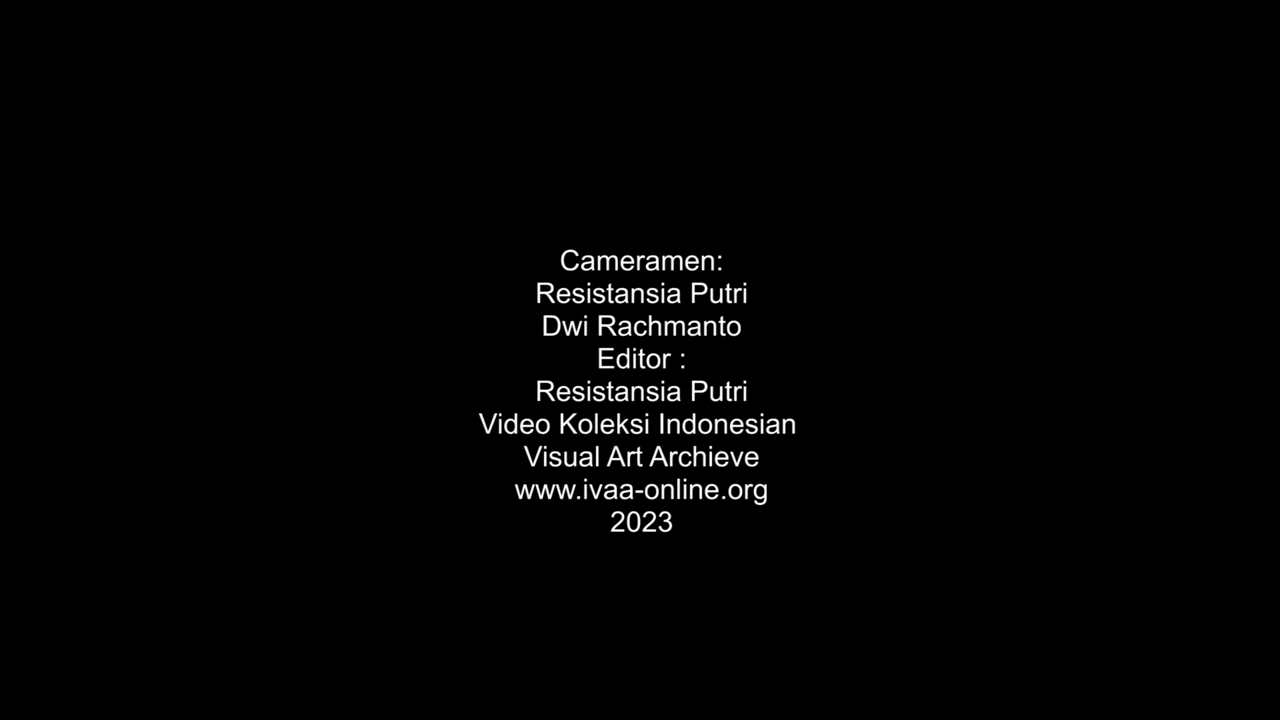 Cameramen:
Resistansia Putri
Dwi Rachmanto
Editor :
Resistansia Putri
Video Koleksi Indonesian
Visual Art Archieve
www.ivaa-online.org
2023